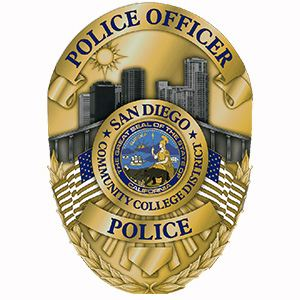 POLICE OFFICER
SAN DIEGO
COMMUNITY COLLEGE DISTRICT
THE GREAT SEAL OF THE STATE OF
CALIFORNIA
POLICE